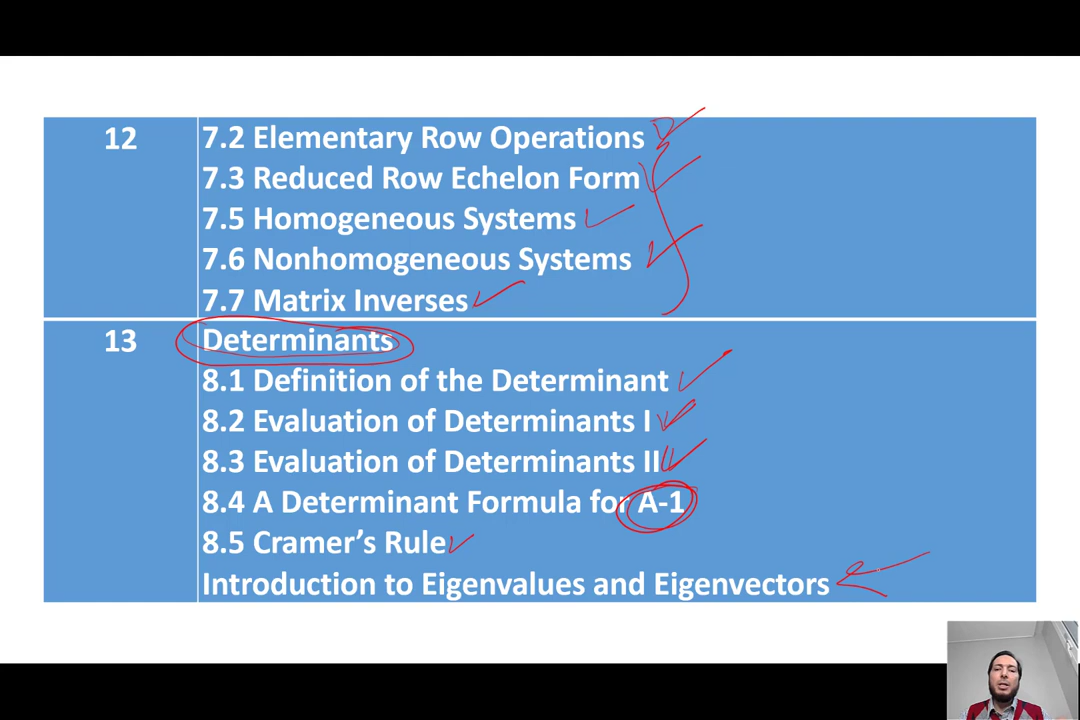 12
7.2 Elementary Row Operations
7.3 Reduced Row Echelon Form
7.5 Homogeneous Systems
7.6 Nonhomogeneous Systems
7.7 Matrix Inverses
13
Determinants
8.1 Definition of the Determinant
8.2 Evaluation of Determinants I
8.3 Evaluation of Determinants II
8.4 A Determinant Formula for A-1
8.5 Cramer’s Rule
Introduction to Eigenvalues and Eigenvectors